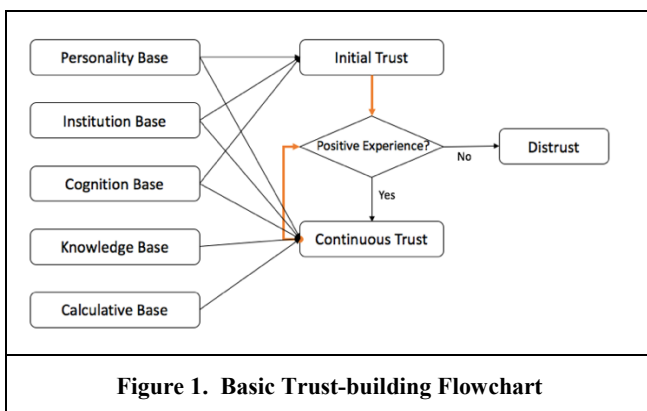 Personality Base
Initial Trust
Institution Base
Positive Experience?
No
Distrust
Cognition Base
Yes
Knowledge Base
Continuous Trust
Calculative Base
Figure 1. Basic Trust-building Flowchart